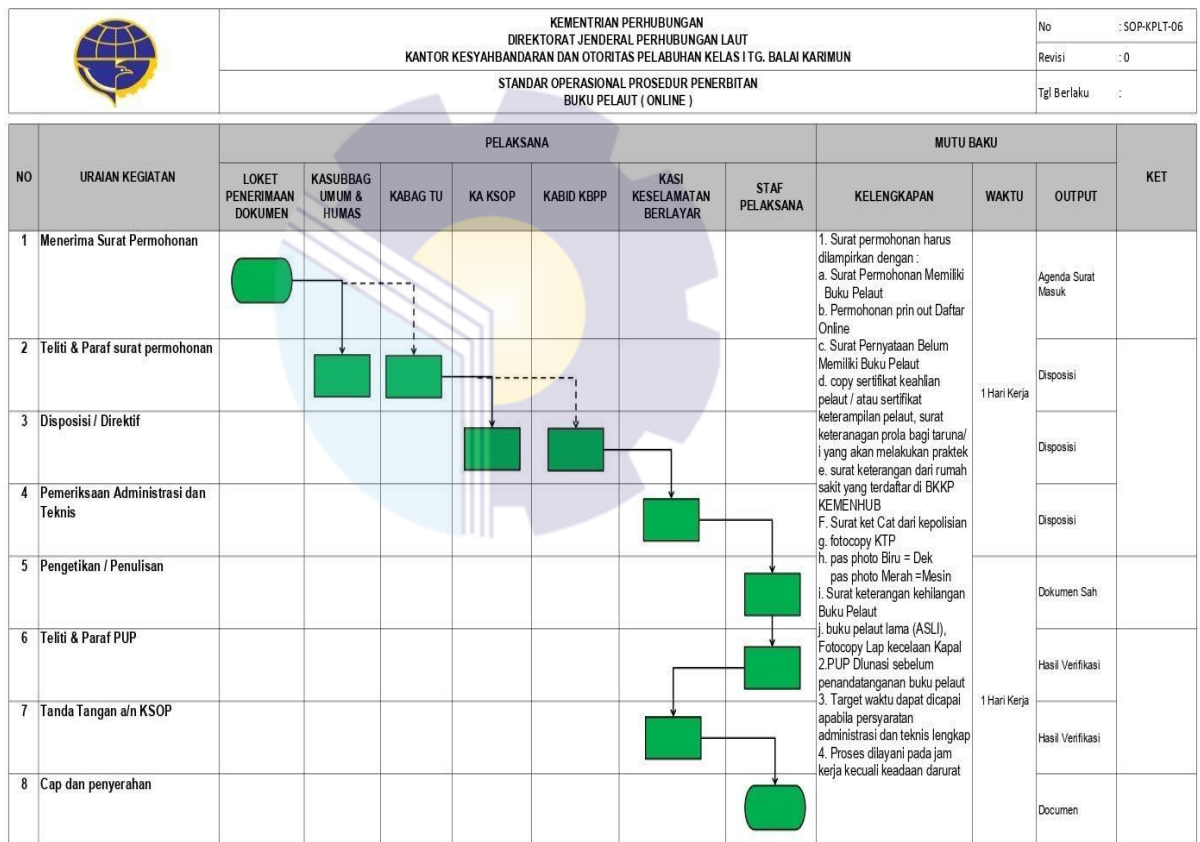 KEMENTRIAN PERHUBUNGAN
DIREKTORAT JENDERAL PERHUBUNGAN LAUT
KANTOR KESYAHBANDARAN DAN OTORITAS PELABUHAN KELAS I TG. BALAI KARIMUN
STANDAR OPERASIONAL PROSEDUR PENERBITAN
BUKU PELAUT ( ONLINE )
No : SOP-KPLT-06
Revisi : 0
Tgl Berlaku :
NO
URAIAN KEGIATAN
PELAKSANA
MUTU BAKU
KET
LOKET
PENERIMAAN
DOKUMEN
KASUBBAG
UMUM &
HUMAS
KABAG TU
KA KSOP
KABID KBPP
KASI
KESELAMATAN
BERLAYAR
STAF
PELAKSANA
KELENGKAPAN
WAKTU
OUTPUT
1 Menerima Surat Permohonan
2 Teliti & Paraf surat permohonan
3 Disposisi / Direktif
4 Pemeriksaan Administrasi dan
Teknis
5 Pengetikan / Penulisan
6 Teliti & Paraf PUP
7 Tanda Tangan a/n KSOP
8 Cap dan penyerahan
1. Surat permohonan harus
dilampirkan dengan :
a. Surat Permohonan Memiliki
Buku Pelaut
b. Permohonan prin out Daftar
Online
c. Surat Pernyataan Belum
Memiliki Buku Pelaut
d. copy sertifikat keahlian
pelaut / atau sertifikat
keterampilan pelaut, surat
keteranagan prola bagi taruna/
i yang akan melakukan praktek
e. surat keterangan dari rumah
sakit yang terdaftar di BKKP
KEMENHUB
F. Surat ket Cat dari kepolisian
g. fotocopy KTP
h. pas photo Biru = Dek
pas photo Merah =Mesin
i. Surat keterangan kehilangan
Buku Pelaut
j. buku pelaut lama (ASLI),
Fotocopy Lap kecelaan Kapal
2.PUP DIunasi sebelum
penandatanganan buku pelaut
3. Target waktu dapat dicapai
apabila persyaratan
administrasi dan teknis lengkap
4. Proses dilayani pada jam
kerja kecuali keadaan darurat
1 Hari Kerja
1 Hari Kerja
Agenda Surat
Masuk
Disposisi
Disposisi
Disposisi
Dokumen Sah
Hasil Verifikasi
Hasil Verifikasi
Documen